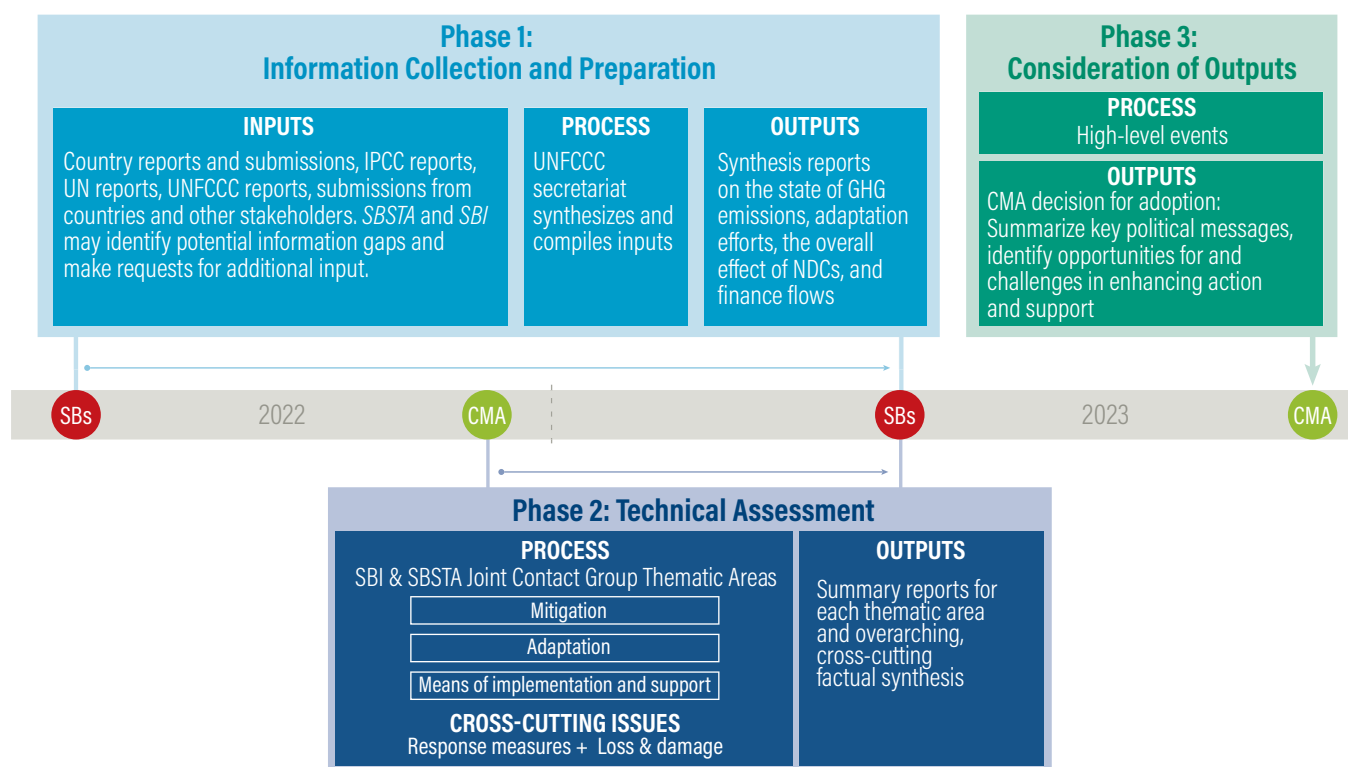 Phase 1:
Information Collection and Preparation
INPUTS
Country reports and submissions, IPCC reports,
UN reports, UNFCCC reports, submissions from
countries and other stakeholders. SBSTA and SBI
may identify potential information gaps and
make requests for additional input.
PROCESS
UNFCCC
secretariat
synthesizes and
compiles inputs
OUTPUTS
Synthesis reports
on the state of GHG
emissions, adaptation
efforts, the overall
effect of NDCs, and
finance flows
Phase 3:
Consideration of Outputs
PROCESS
High-level events
OUTPUTS
CMA decision for adoption:
Summarize key political messages,
identify opportunities for and
challenges in enhancing action
and support
SBs
2022
CMA
SBs
2023
CMA
Phase 2: Technical Assessment
PROCESS
SBI & SBSTA Joint Contact Group Thematic Areas
Mitigation
Adaptation
Means of implementation and support
CROSS-CUTTING ISSUES
Response measures + Loss & damage
OUTPUTS
Summary reports for
each thematic area
and overarching,
cross-cutting
factual synthesis